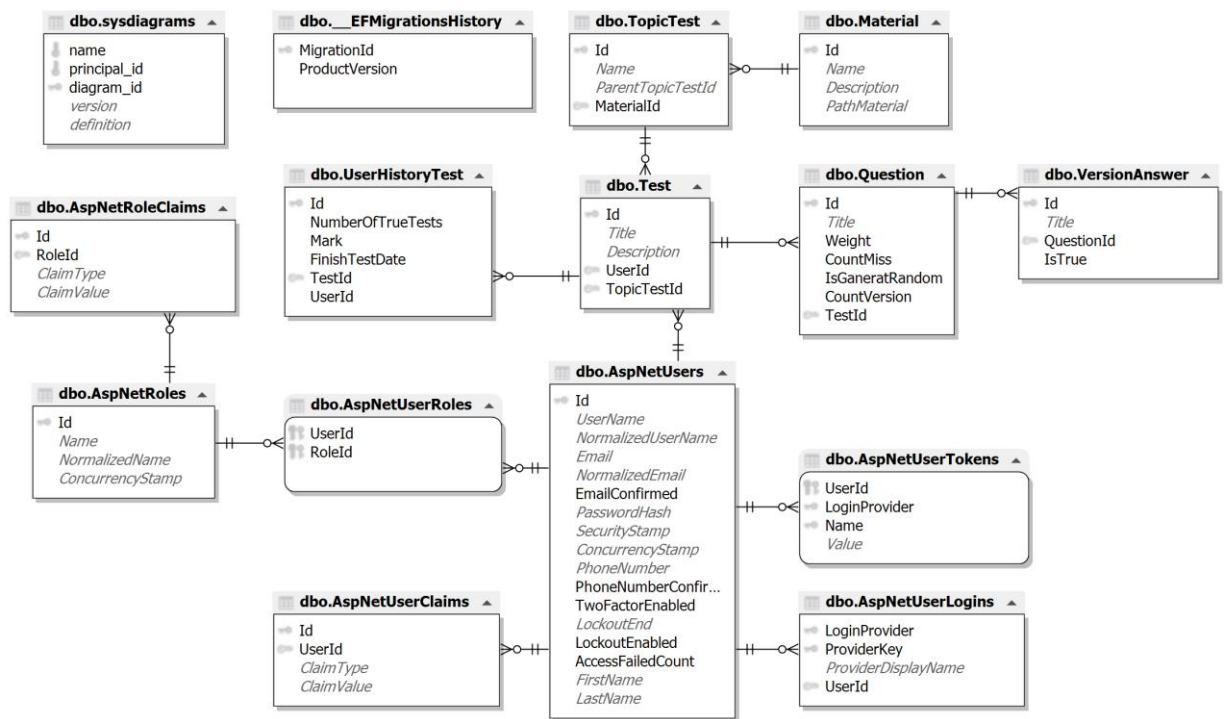 dbo.sysdiagrams
name
principal_id
diagram_id
version
definition
dbo.__EFMigrationsHistory
MigrationId
ProductVersion
dbo.TopicTest
Id
Name
ParentTopicTestId
MaterialId
dbo.Material
Id
Name
Description
PathMaterial
dbo.AspNetRoleClaims
Id
RoleId
ClaimType
ClaimValue
dbo.UserHistoryTest
Id
NumberOfTrueTests
Mark
FinishTestDate
TestId
UserId
dbo.Test
Id
Title
Description
UserId
TopicTestId
dbo.Question
Id
Title
Weight
CountMiss
IsGaneratRandom
CountVersion
TestId
dbo.VersionAnswer
Id
Title
QuestionId
IsTrue
dbo.AspNetRoles
Id
Name
NormalizedName
ConcurrencyStamp
dbo.AspNetUserRoles
UserId
RoleId
dbo.AspNetUsers
Id
UserName
NormalizedUserName
Email
NormalizedEmail
EmailConfirmed
PasswordHash
SecurityStamp
ConcurrencyStamp
PhoneNumber
PhoneNumberConfir...
TwoFactorEnabled
LockoutEnd
LockoutEnabled
AccessFailedCount
FirstName
LastName
dbo.AspNetUserTokens
UserId
LoginProvider
Name
Value
dbo.AspNetUserClaims
Id
UserId
ClaimType
ClaimValue
dbo.AspNetUserLogins
LoginProvider
ProviderKey
ProviderDisplayName
UserId